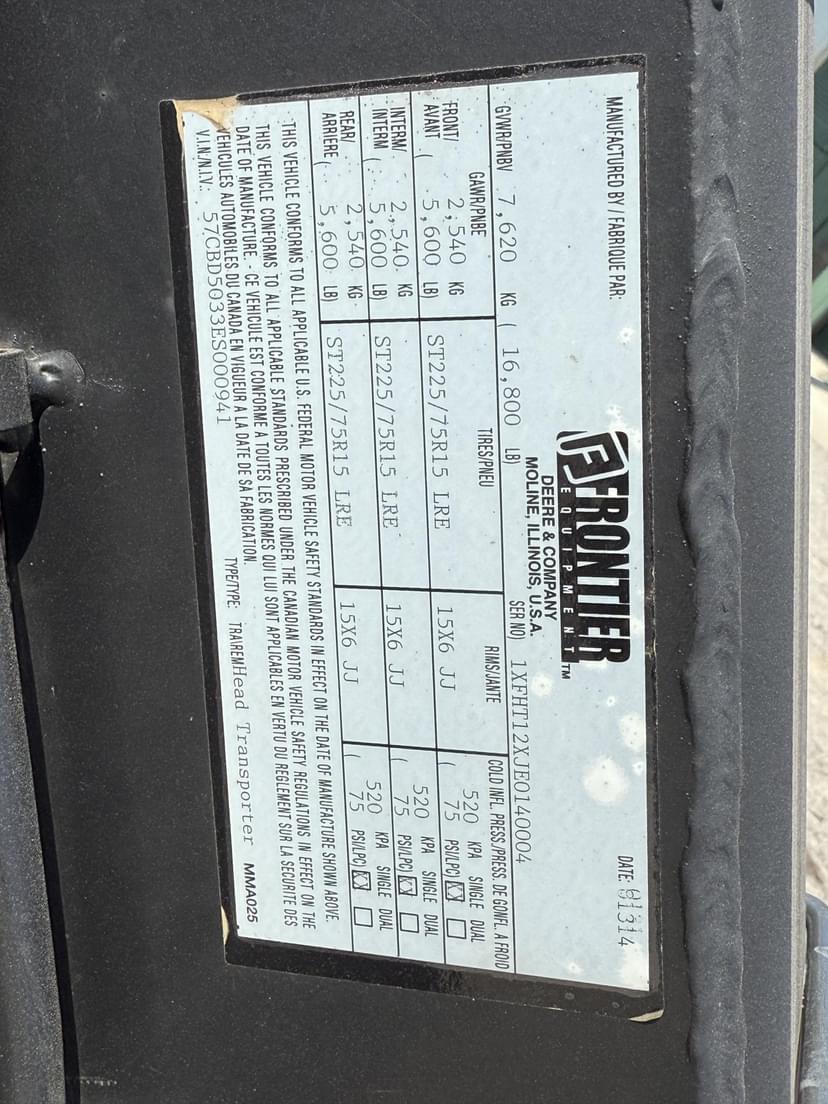 MANUFACTURED BY / FABRIQUE PAR:
DATE: 01314
FRONTIER™
EQUIPMENT
DEERE & COMPANY
MOLINE, ILLINOIS, U.S.A.
GVWR/PNBV 7,620 KG ( 16,800 LB) SER NO) 1XFHT12XJE0140004
GAWR/PNBE TIRES/PNEU RIMS/JANTE COLD INFL. PRESS./PRESS. DE GONFL. A FROID
FRONT/ 2,540 KG ST225/75R15 LRE 15X6 JJ 520 KPA SINGLE DUAL
AVANT ( 5,600 LB) ( 75 PSI/LPC)
INTERM/ 2,540 KG ST225/75R15 LRE 15X6 JJ 520 KPA SINGLE DUAL
INTERM ( 5,600 LB) ( 75 PSI/LPC)
REAR/ 2,540 KG ST225/75R15 LRE 15X6 JJ 520 KPA SINGLE DUAL
ARRIERE ( 5,600 LB) ( 75 PSI/LPC)
THIS VEHICLE CONFORMS TO ALL APPLICABLE U.S. FEDERAL MOTOR VEHICLE SAFETY STANDARDS IN EFFECT ON THE DATE OF MANUFACTURE SHOWN ABOVE.
THIS VEHICLE CONFORMS TO ALL APPLICABLE STANDARDS PRESCRIBED UNDER THE CANADIAN MOTOR VEHICLE SAFETY REGULATIONS IN EFFECT ON THE
DATE OF MANUFACTURE. - CE VEHICULE EST CONFORME A TOUTES LES NORMES QUI LUI SONT APPLICABLES EN VERTU DU REGLEMENT SUR LA SECURITE DES
VEHICULES AUTOMOBILES DU CANADA EN VIGUEUR A LA DATE DE SA FABRICATION.
V.I.N./N.I.V.: 57CBD5033ES000941 TYPE/TYPE: TRA/REM Head Transporter MMA025